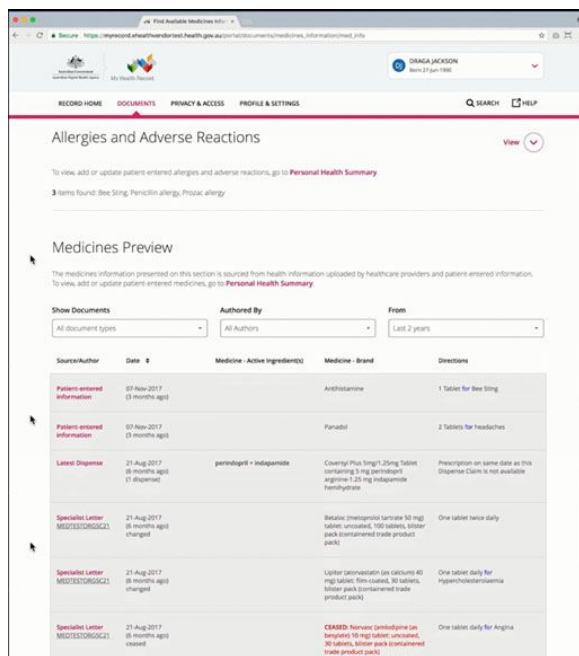 Find Available Medicines Infor
Secure https://myrecord.ehealthvendortest.health.gov.au/portal/documents/medicines_information/med_info
Australian Government
Australian Digital Health Agency
My Health Record
DJ
DRAGA JACKSON
Born 21-Jun-1980
RECORD HOME DOCUMENTS PRIVACY & ACCESS PROFILE & SETTINGS SEARCH HELP
Allergies and Adverse Reactions
View
To view, add or update patient-entered allergies and adverse reactions, go to Personal Health Summary.
3 items found: Bee Sting, Penicillin allergy, Prozac allergy
Medicines Preview
The medicines information presented on this section is sourced from health information uploaded by healthcare providers and patient-entered information.
To view, add or update patient-entered medicines, go to Personal Health Summary.
Show Documents Authored By From
All document types All Authors Last 2 years
Source/Author Date Medicine - Active Ingredient(s) Medicine - Brand Directions
Patient-entered 07-Nov-2017 Antihistamine 1 Tablet for Bee Sting
information (3 months ago)
Patient-entered 07-Nov-2017 Panadol 2 Tablets for headaches
information (3 months ago)
Latest Dispense 21-Aug-2017 perindopril + indapamide Coversyl Plus 5mg/1.25mg Tablet Prescription on same date as this
(6 months ago) containing 5 mg perindopril Dispense Claim is not available
(1 dispense) arginine-1.25 mg indapamide
hemihydrate
Specialist Letter 21-Aug-2017 Betaloc (metoprolol tartrate 50 mg) One tablet twice daily
MEDTESTORGSC21 (6 months ago) tablet: uncoated, 100 tablets, blister
changed pack (containered trade product
pack)
Specialist Letter 21-Aug-2017 Lipitor (atorvastatin (as calcium) 40 One tablet daily for
MEDTESTORGSC21 (6 months ago) mg) tablet: film-coated, 30 tablets, Hypercholesterolaemia
changed blister pack (containered trade
product pack)
Specialist Letter 21-Aug-2017 CEASED: Norvasc (amlodipine (as One tablet daily for Angina
MEDTESTORGSC21 (6 months ago) besylate) 10 mg) tablet: uncoated,
ceased 30 tablets, blister pack (containered
trade product pack)